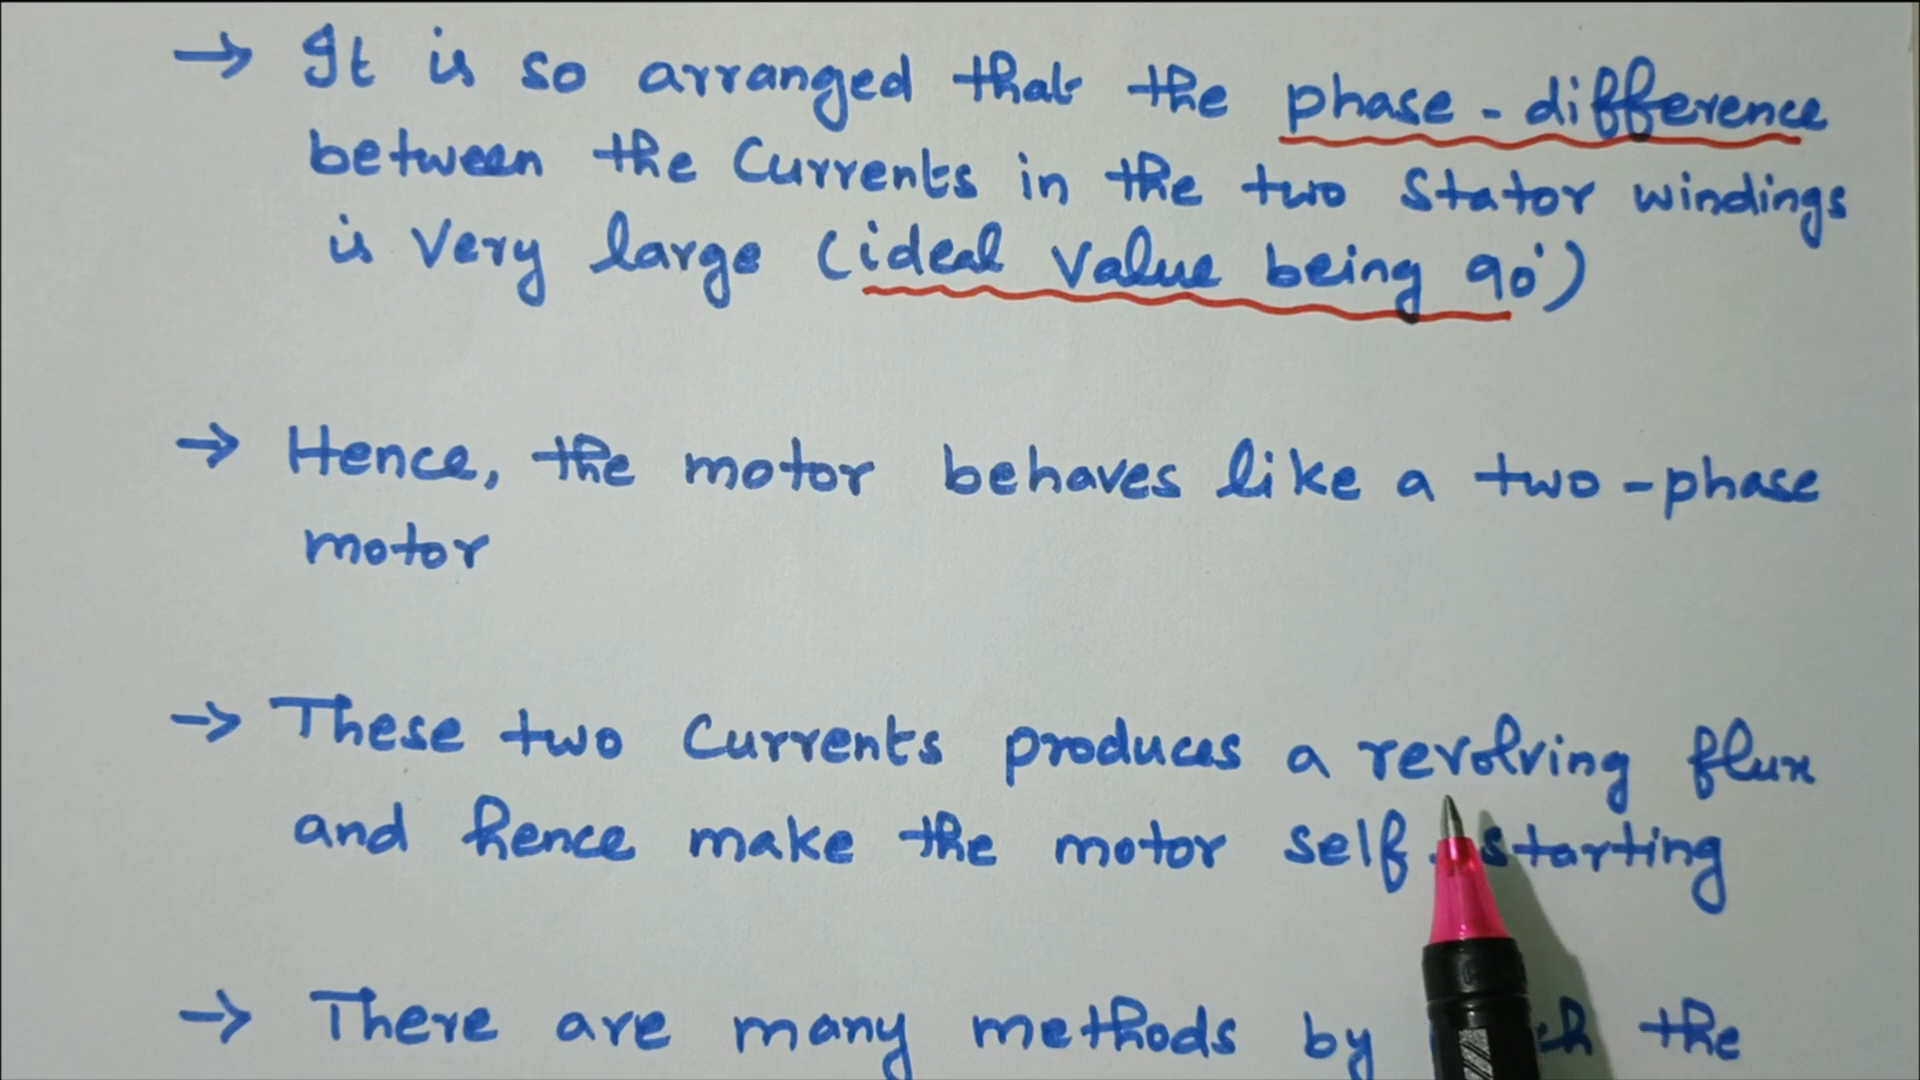 → It is so arranged that the phase-difference
between the Currents in the two Stator windings
is very large (ideal value being 90°)
→ Hence, the motor behaves like a two-phase
motor
→ These two Currents produces a revolving flux
and hence make the motor self-starting
→ There are many methods by the